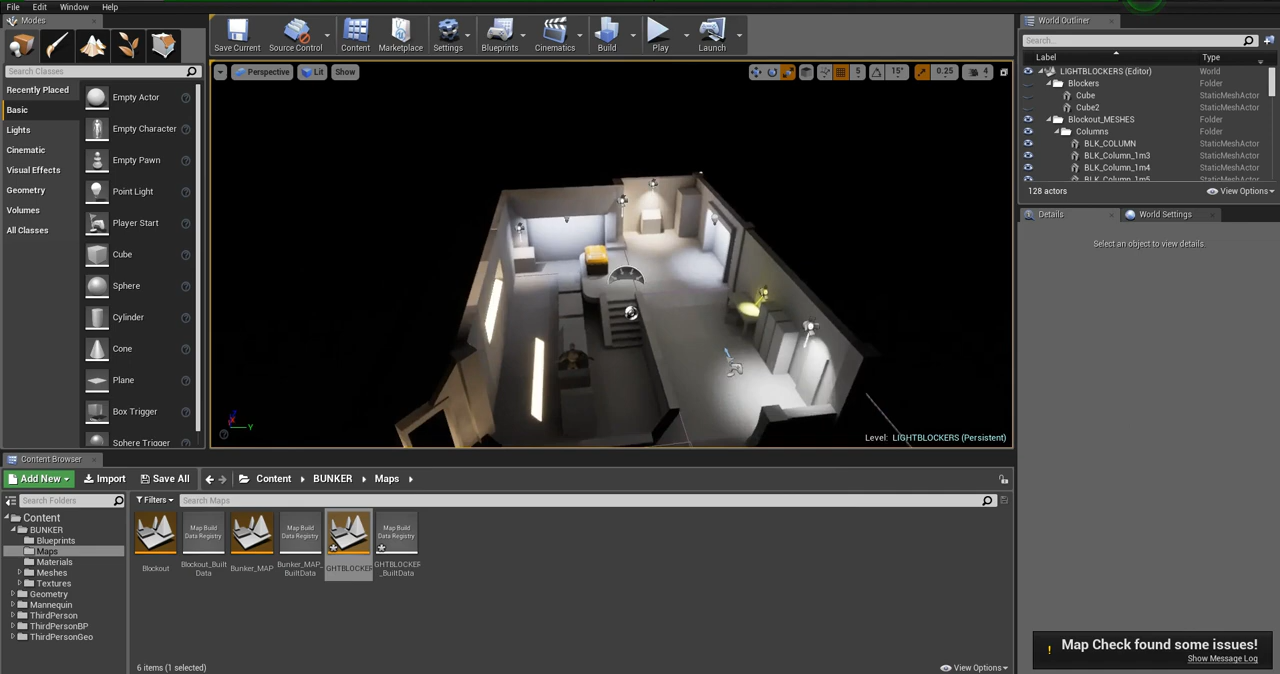 File Edit Window Help
Modes
Search Classes
Recently Placed
Basic
Lights
Cinematic
Visual Effects
Geometry
Volumes
All Classes
Empty Actor
Empty Character
Empty Pawn
Point Light
Player Start
Cube
Sphere
Cylinder
Cone
Plane
Box Trigger
Sphere Trigger
Save Current Source Control Content Marketplace Settings Blueprints Cinematics Build Play Launch
Perspective Lit Show 5 15° 0.25 4
X Y
Level: LIGHTBLOCKERS (Persistent)
World Outliner
Search...
Label Type
LIGHTBLOCKERS (Editor) World
Blockers Folder
Cube StaticMeshActor
Cube2 StaticMeshActor
Blockout_MESHES Folder
Columns Folder
BLK_COLUMN StaticMeshActor
BLK_Column_1m3 StaticMeshActor
BLK_Column_1m4 StaticMeshActor
BLK_Column_1m5 StaticMeshActor
128 actors View Options
Details World Settings
Select an object to view details.
Content Browser
Add New Import Save All Content BUNKER Maps
Search Folders
Filters Search Maps
Content
BUNKER
Blueprints
Maps
Materials
Meshes
Textures
Geometry
Mannequin
ThirdPerson
ThirdPersonBP
ThirdPersonGeo
Map Build
Data Registry
Map Build
Data Registry
Map Build
Data Registry
Blockout
Blockout_Built
Data
Bunker_MAP
Bunker_MAP_
BuiltData
GHTBLOCKER
GHTBLOCKER
_BuiltData
6 items (1 selected) View Options
Map Check found some issues!
Show Message Log